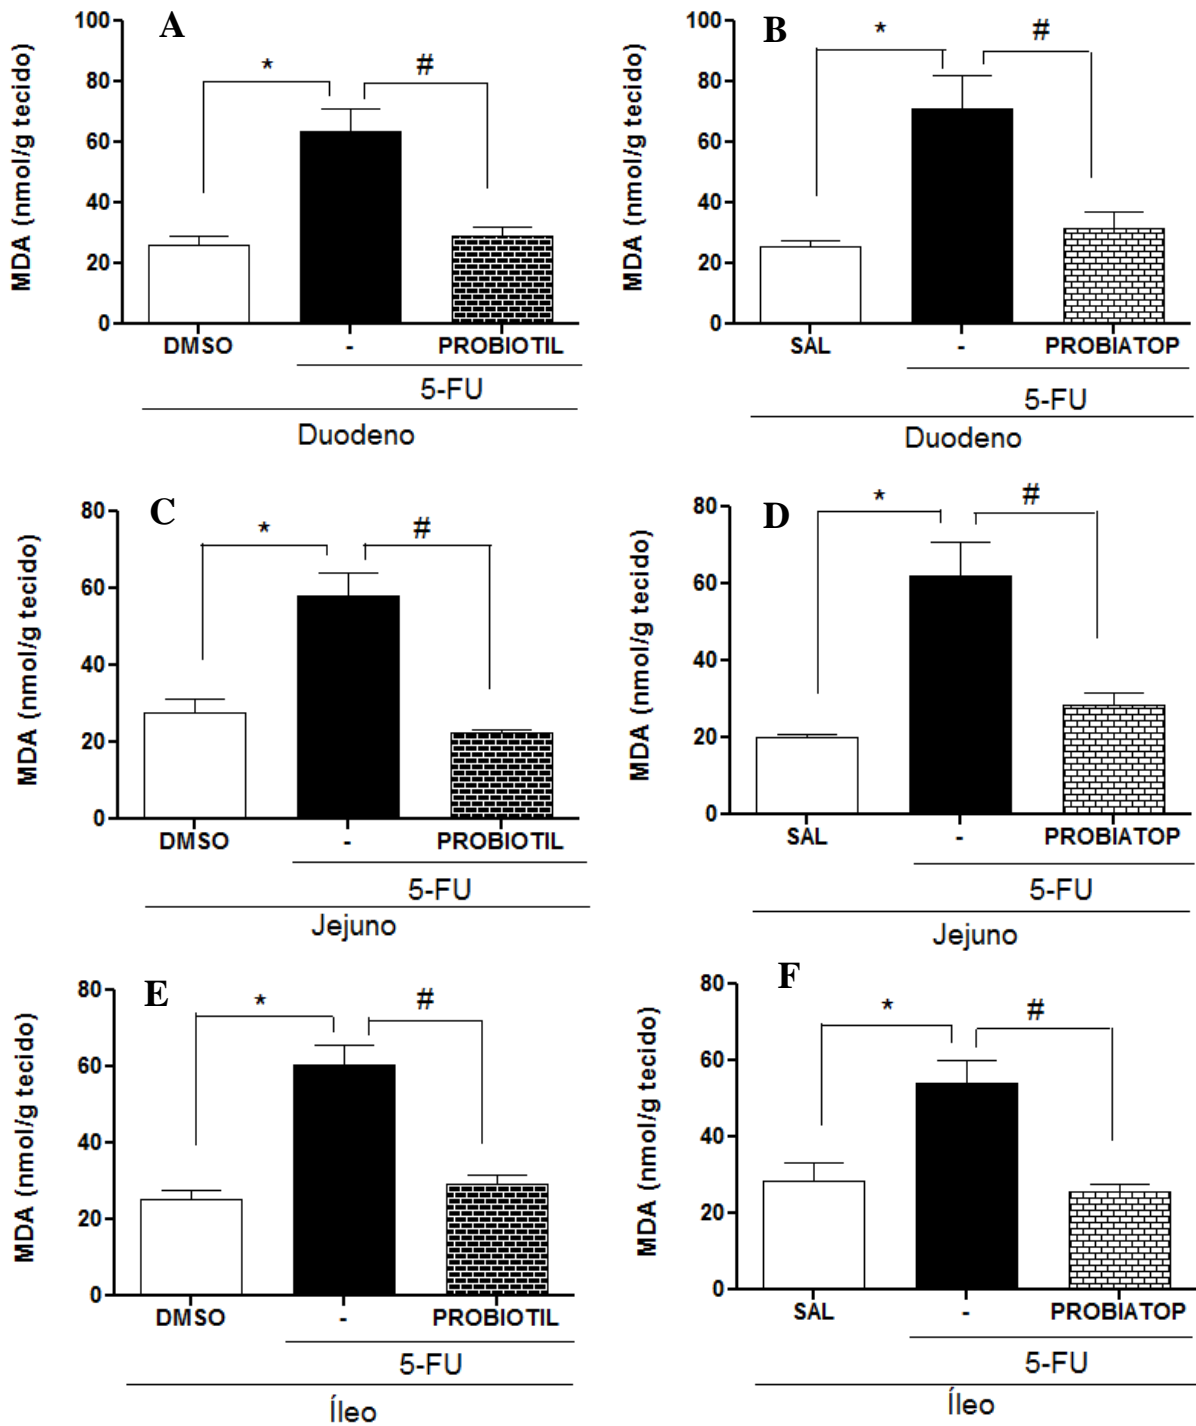 A
MDA (nmol/g tecido)
100
80
60
40
20
0
*
#
DMSO - PROBIOTIL
5-FU
Duodeno
B
MDA (nmol/g tecido)
100
80
60
40
20
0
*
#
SAL - PROBIATOP
5-FU
Duodeno
C
MDA (nmol/g tecido)
80
60
40
20
0
*
#
DMSO - PROBIOTIL
5-FU
Jejuno
D
MDA (nmol/g tecido)
80
60
40
20
0
*
#
SAL - PROBIATOP
5-FU
Jejuno
E
MDA (nmol/g tecido)
80
60
40
20
0
*
#
DMSO - PROBIOTIL
5-FU
Íleo
F
MDA (nmol/g tecido)
80
60
40
20
0
*
#
SAL - PROBIATOP
5-FU
Íleo